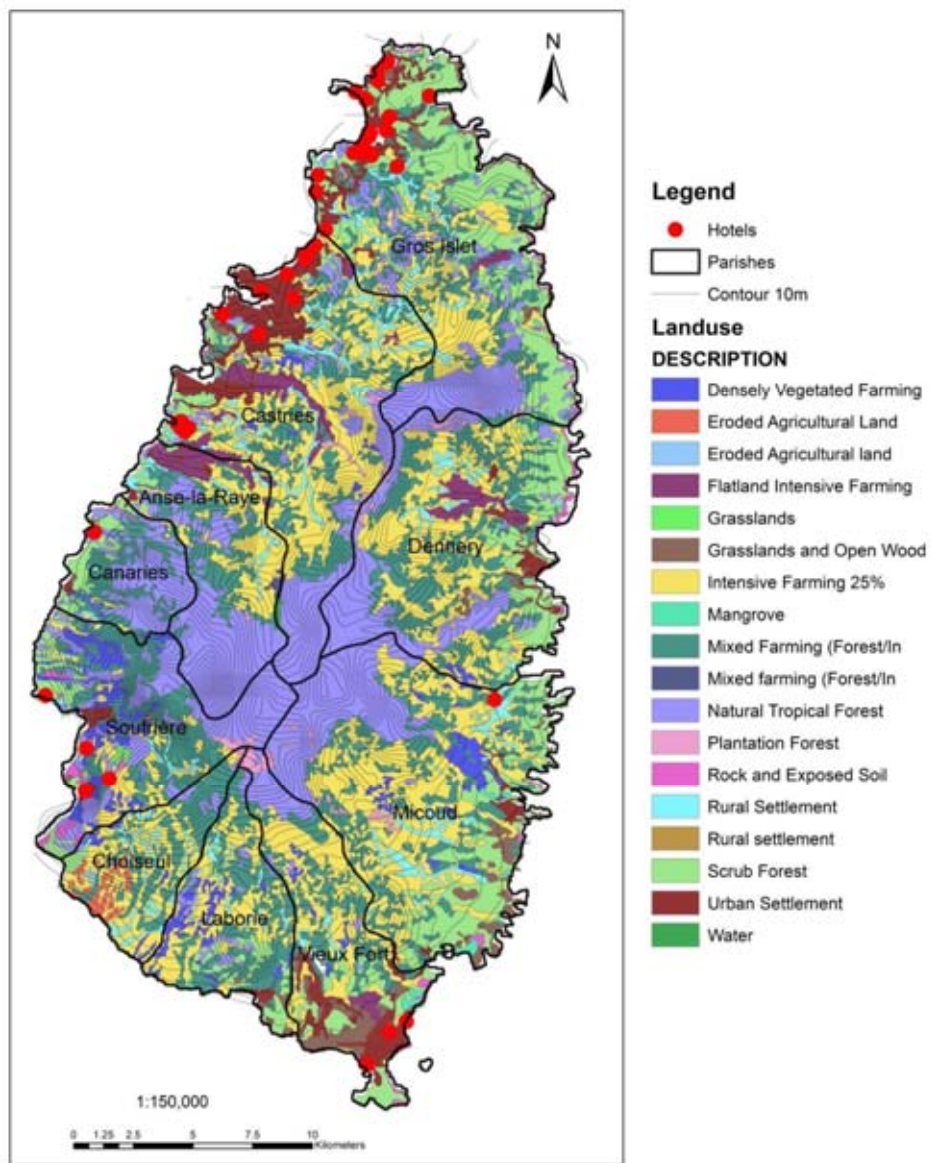 N
Gros Islet
Castries
Anse-la-Raye
Canaries
Dennery
Soufrière
Micoud
Choiseul
Laborie
Vieux Fort
1:150,000
0 1.25 2.5 5 7.5 10
Kilometers
Legend
Hotels
Parishes
Contour 10m
Landuse
DESCRIPTION
Densely Vegetated Farming
Eroded Agricultural Land
Eroded Agricultural land
Flatland Intensive Farming
Grasslands
Grasslands and Open Wood
Intensive Farming 25%
Mangrove
Mixed Farming (Forest/In
Mixed farming (Forest/In
Natural Tropical Forest
Plantation Forest
Rock and Exposed Soil
Rural Settlement
Rural settlement
Scrub Forest
Urban Settlement
Water